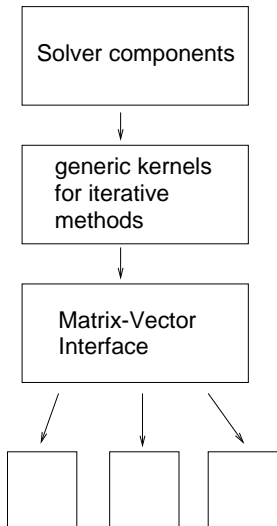 Solver components
generic kernels
for iterative
methods
Matrix-Vector
Interface